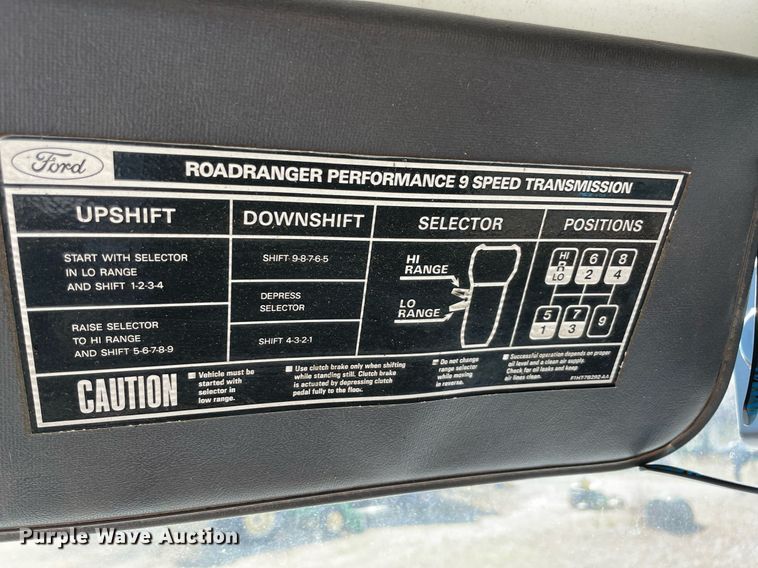 Ford
ROADRANGER PERFORMANCE 9 SPEED TRANSMISSION
UPSHIFT
START WITH SELECTOR
IN LO RANGE
AND SHIFT 1-2-3-4
RAISE SELECTOR
TO HI RANGE
AND SHIFT 5-6-7-8-9
DOWNSHIFT
SHIFT 9-8-7-6-5
DEPRESS
SELECTOR
SHIFT 4-3-2-1
SELECTOR
HI
RANGE
LO
RANGE
POSITIONS
HI 6 8
R
LO 2 4
5 7 9
1 3
CAUTION
Vehicle must be
started with
selector in
low range.
Use clutch brake only when shifting
while standing still. Clutch brake
is actuated by depressing clutch
pedal fully to the floor.
Do not change
range selector
while moving
in reverse.
Successful operation depends on proper
oil level and a clean air supply.
Check for oil leaks and keep
air lines clean.
F1HT-7B292-AA
Purple Wave Auction